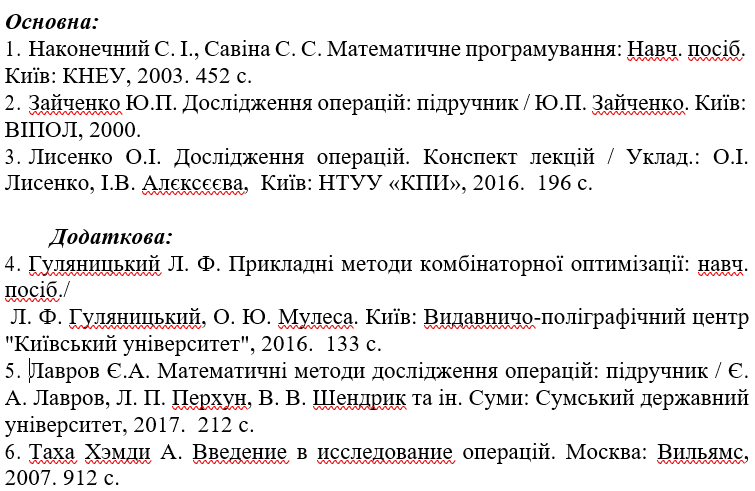 Основна:
1. Наконечний С. І., Савіна С. С. Математичне програмування: Навч. посіб.
Київ: КНЕУ, 2003. 452 с.
2. Зайченко Ю.П. Дослідження операцій: підручник / Ю.П. Зайченко. Київ:
ВІПОЛ, 2000.
3. Лисенко О.І. Дослідження операцій. Конспект лекцій / Уклад.: О.І.
Лисенко, І.В. Алєксєєва, Київ: НТУУ «КПИ», 2016. 196 с.
Додаткова:
4. Гуляницький Л. Ф. Прикладні методи комбінаторної оптимізації: навч.
посіб./
Л. Ф. Гуляницький, О. Ю. Мулеса. Київ: Видавничо-поліграфічний центр
"Київський університет", 2016. 133 с.
5. Лавров Є.А. Математичні методи дослідження операцій: підручник / Є.
А. Лавров, Л. П. Перхун, В. В. Шендрик та ін. Суми: Сумський державний
університет, 2017. 212 с.
6. Таха Хэмди А. Введение в исследование операцій. Москва: Вильямс,
2007. 912 с.